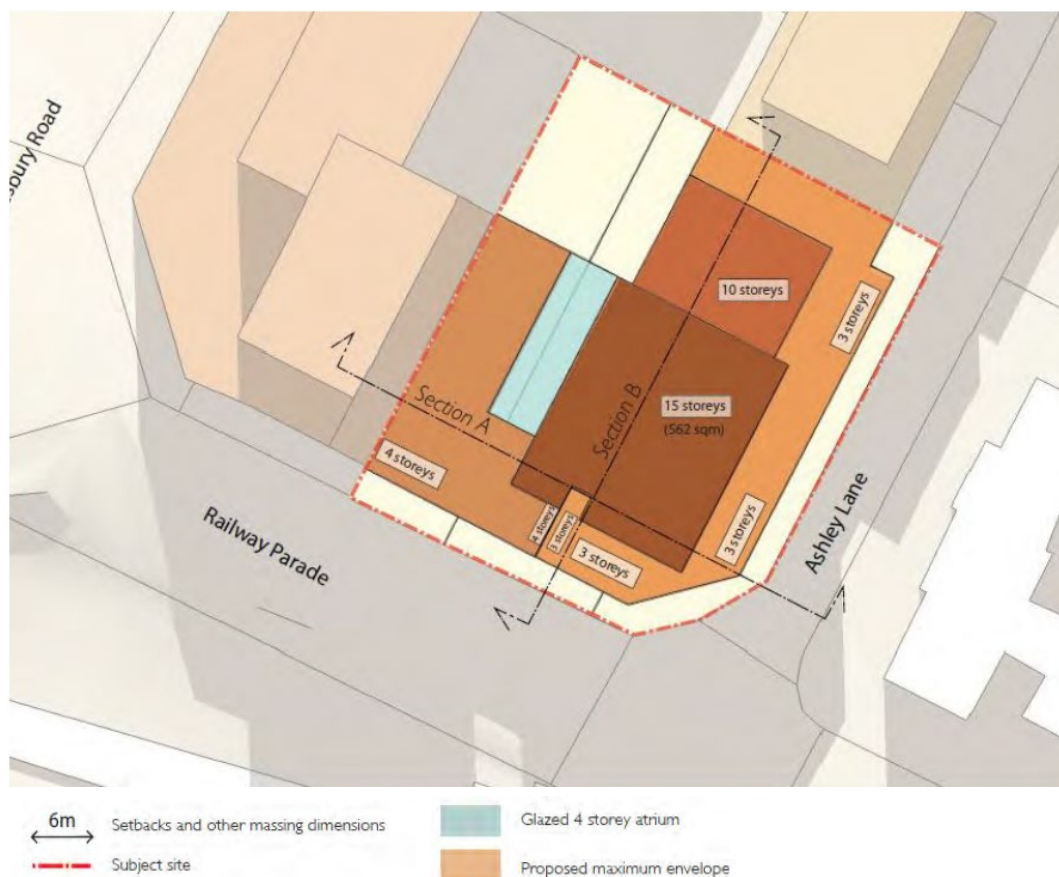 sbury Road
10 storeys
3 storeys
15 storeys
(562 sqm)
Section A
Section B
4 storeys
4 storeys
3 storeys
3 storeys
3 storeys
Railway Parade
Ashley Lane
6m
Setbacks and other massing dimensions
Glazed 4 storey atrium
Subject site
Proposed maximum envelope